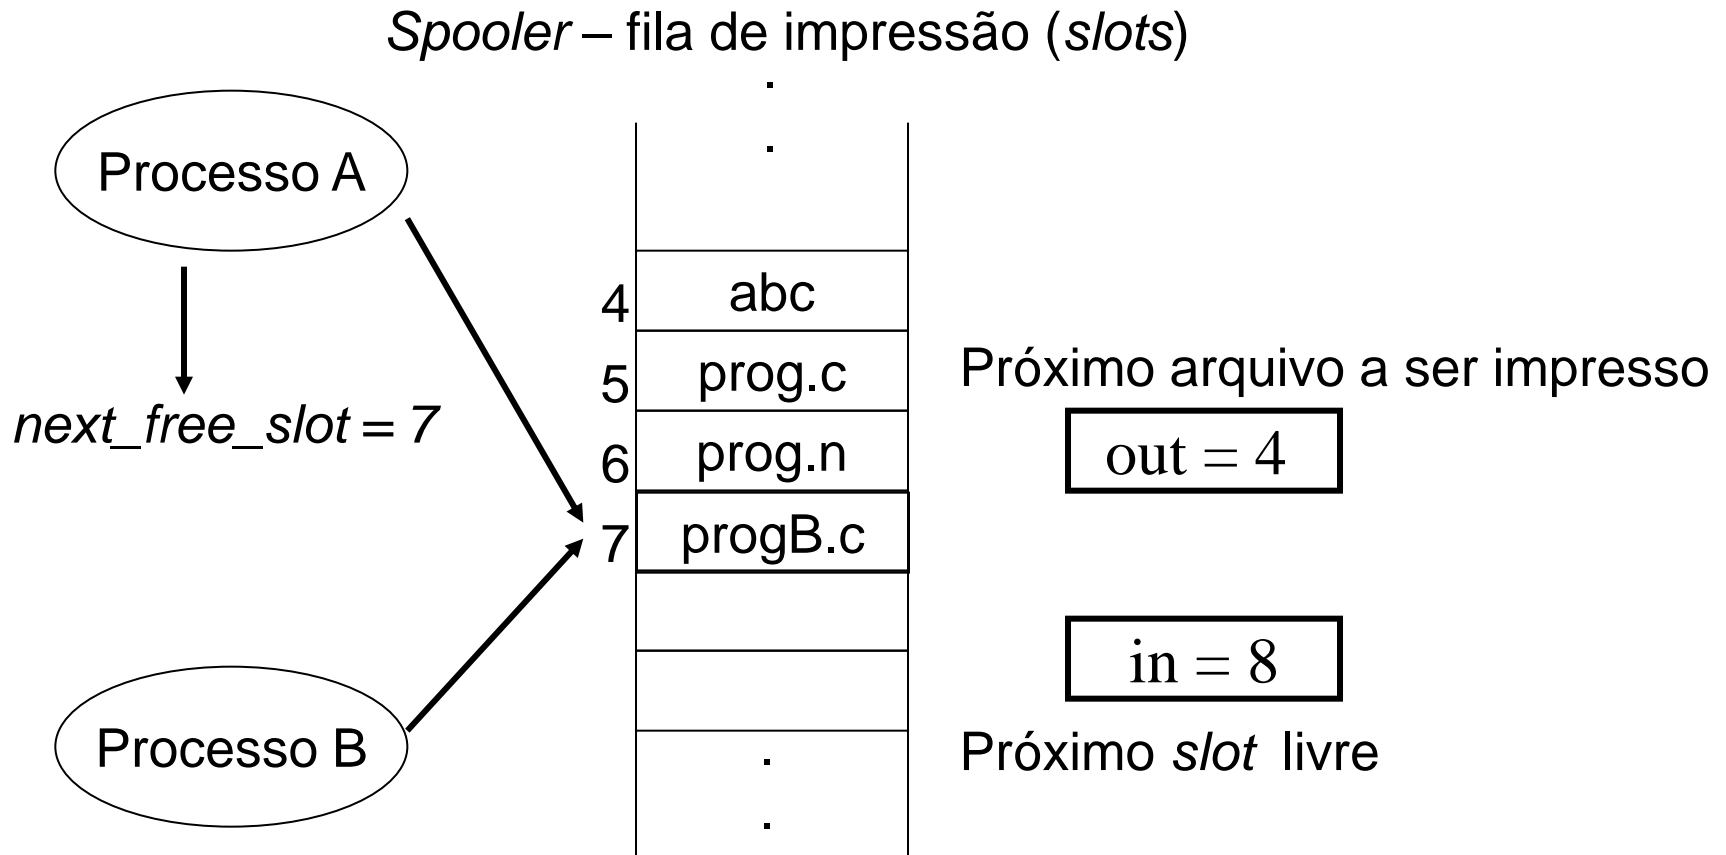 Spooler – fila de impressão (slots)
Processo A
next_free_slot = 7
Processo B
4 abc
5 prog.c
6 prog.n
7 progB.c
Próximo arquivo a ser impresso
out = 4
in = 8
Próximo slot livre